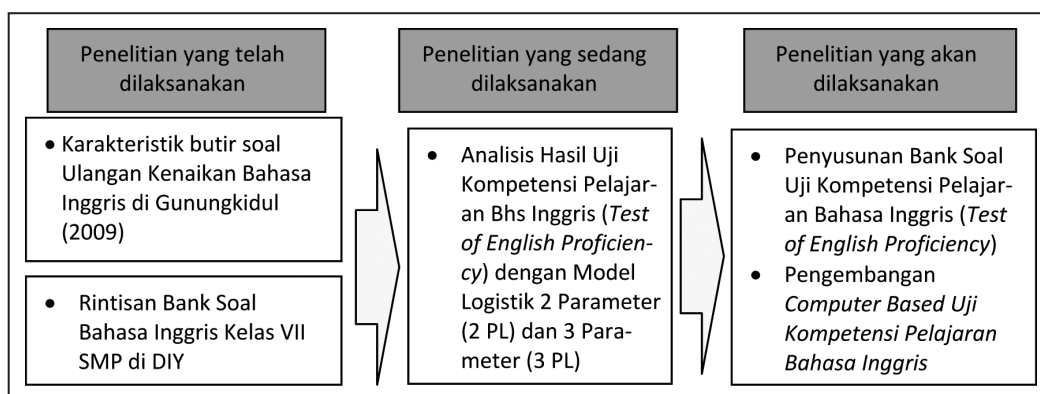 Penelitian yang telah
dilaksanakan
• Karakteristik butir soal
Ulangan Kenaikan Bahasa
Inggris di Gunungkidul
(2009)
• Rintisan Bank Soal
Bahasa Inggris Kelas VII
SMP di DIY
Penelitian yang sedang
dilaksanakan
• Analisis Hasil Uji
Kompetensi Pelajar-
an Bhs Inggris (Test
of English Proficien-
cy) dengan Model
Logistik 2 Parameter
(2 PL) dan 3 Para-
meter (3 PL)
Penelitian yang akan
dilaksanakan
• Penyusunan Bank Soal
Uji Kompetensi Pelajar-
an Bahasa Inggris (Test
of English Proficiency)
• Pengembangan
Computer Based Uji
Kompetensi Pelajaran
Bahasa Inggris